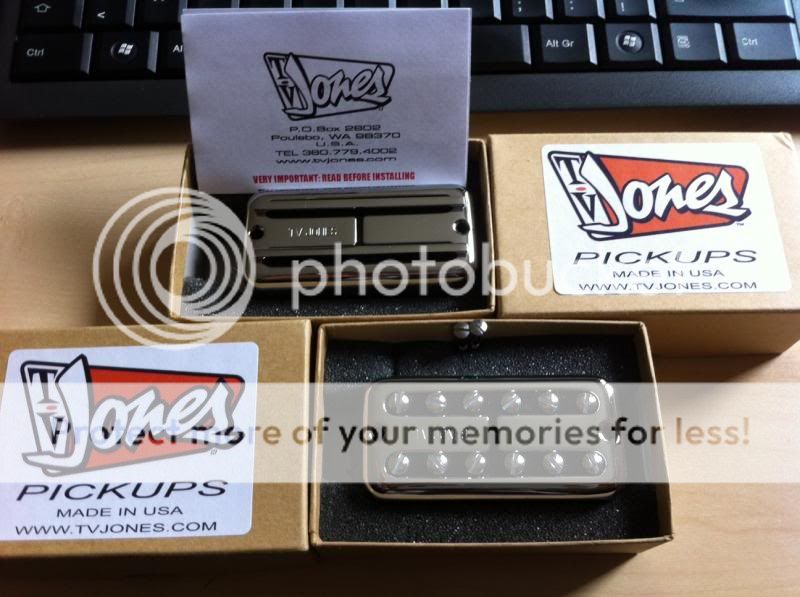 Ctrl
Alt
Alt Gr
Ctrl
TV Jones
P.O.Box 2802
Poulsbo, WA 98370
U.S.A.
TEL 360.779.4002
www.tvjones.com
VERY IMPORTANT: READ BEFORE INSTALLING
TV JONES
TV Jones
™
PICKUPS
MADE IN USA
WWW.TVJONES.COM
photobucket
TV Jones
PICKUPS
MADE IN USA
WWW.TVJONES.COM
Protect more of your memories for less!